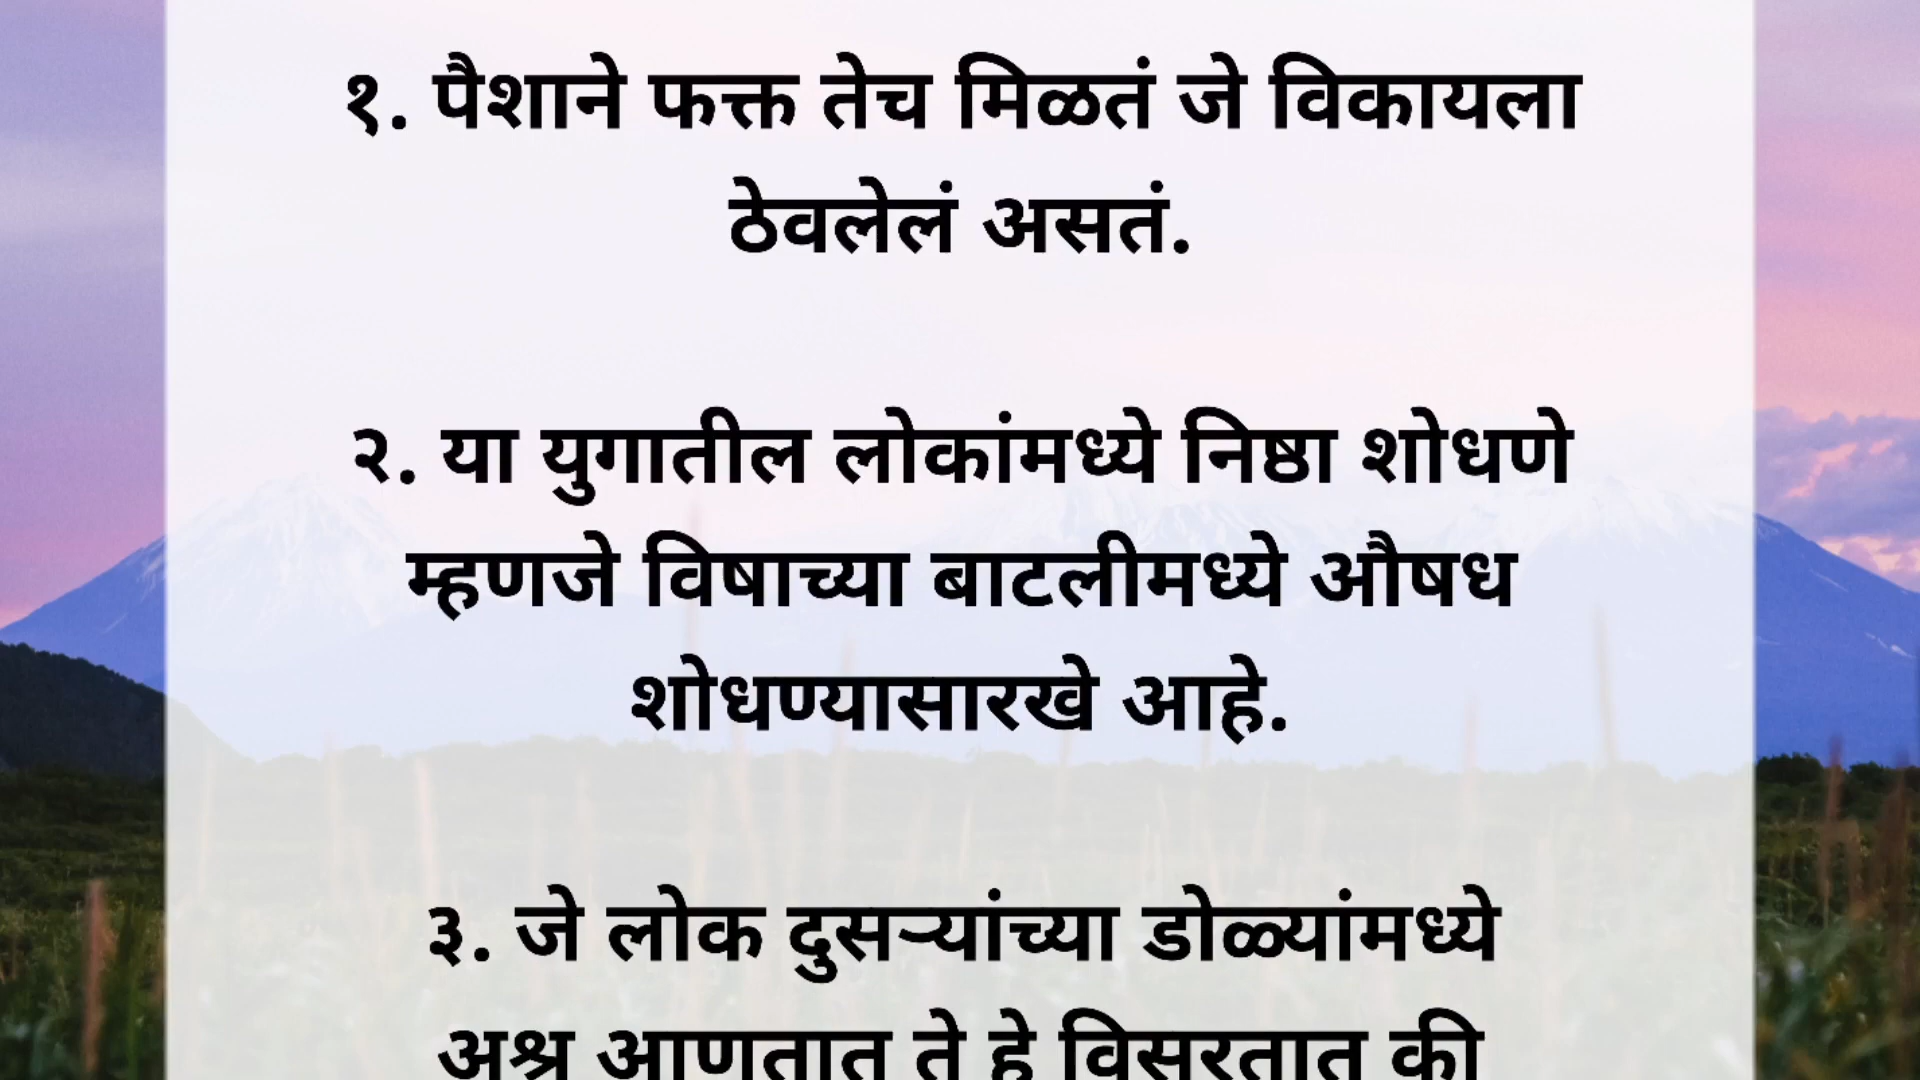 १. पैशाने फक्त तेच मिळतं जे विकायला
ठेवलेलं असतं.
२. या युगातील लोकांमध्ये निष्ठा शोधणे
म्हणजे विषाच्या बाटलीमध्ये औषध
शोधण्यासारखे आहे.
३. जे लोक दुसऱ्यांच्या डोळ्यांमध्ये
अश्रू आणतात ते हे विसरतात की